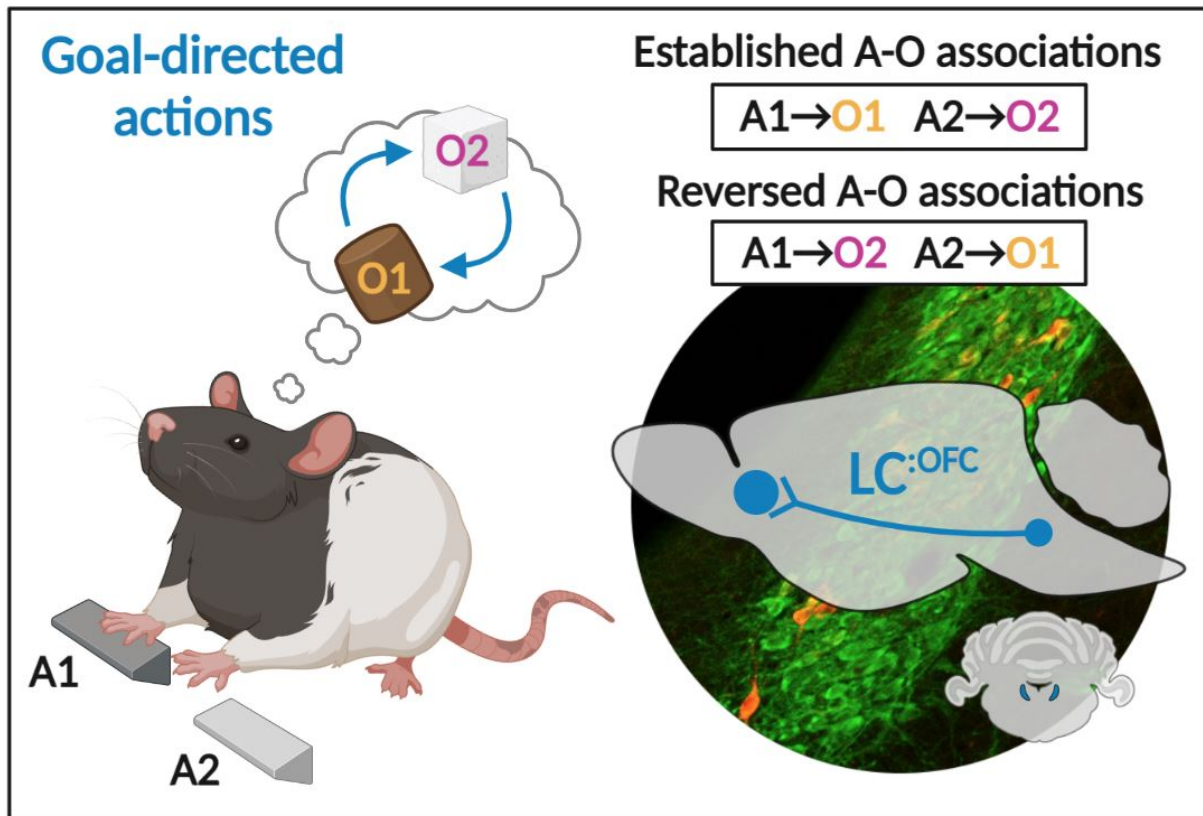 Goal-directed
actions
O2
O1
A1
A2
Established A-O associations
A1→O1 A2→O2
Reversed A-O associations
A1→O2 A2→O1
LC:OFC